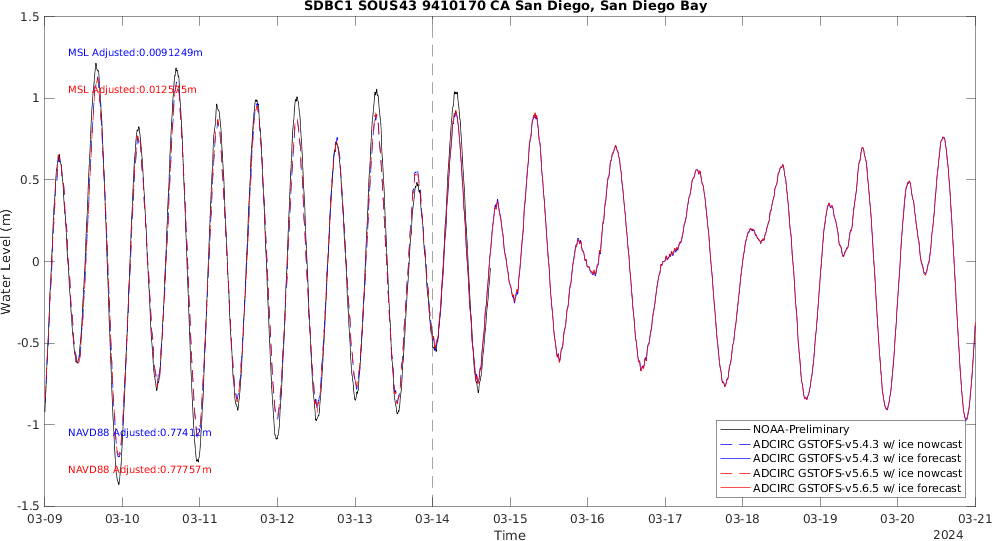 SDBC1 SOUS43 9410170 CA San Diego, San Diego Bay
1.5
1
0.5
0
-0.5
-1
-1.5
Water Level (m)
MSL Adjusted:0.0091249m
MSL Adjusted:0.012575m
NAVD88 Adjusted:0.77412m
NAVD88 Adjusted:0.77757m
NOAA-Preliminary
ADCIRC GSTOFS-v5.4.3 w/ ice nowcast
ADCIRC GSTOFS-v5.4.3 w/ ice forecast
ADCIRC GSTOFS-v5.6.5 w/ ice nowcast
ADCIRC GSTOFS-v5.6.5 w/ ice forecast
03-09 03-10 03-11 03-12 03-13 03-14 03-15 03-16 03-17 03-18 03-19 03-20 03-21
Time
2024